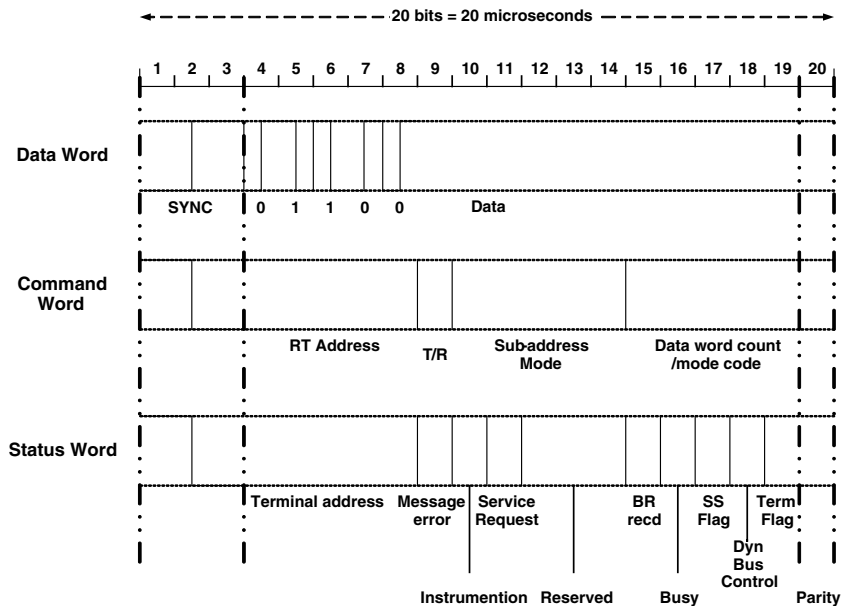 20 bits = 20 microseconds
1 2 3 4 5 6 7 8 9 10 11 12 13 14 15 16 17 18 19 20
Data Word
SYNC 0 1 1 0 0 Data
Command
Word
RT Address T/R Sub-address
Mode
Data word count
/mode code
Status Word
Terminal address
Message
error
Service
Request
BR
recd
SS
Flag
Term
Flag
Dyn
Bus
Control
Instrumention Reserved Busy Parity